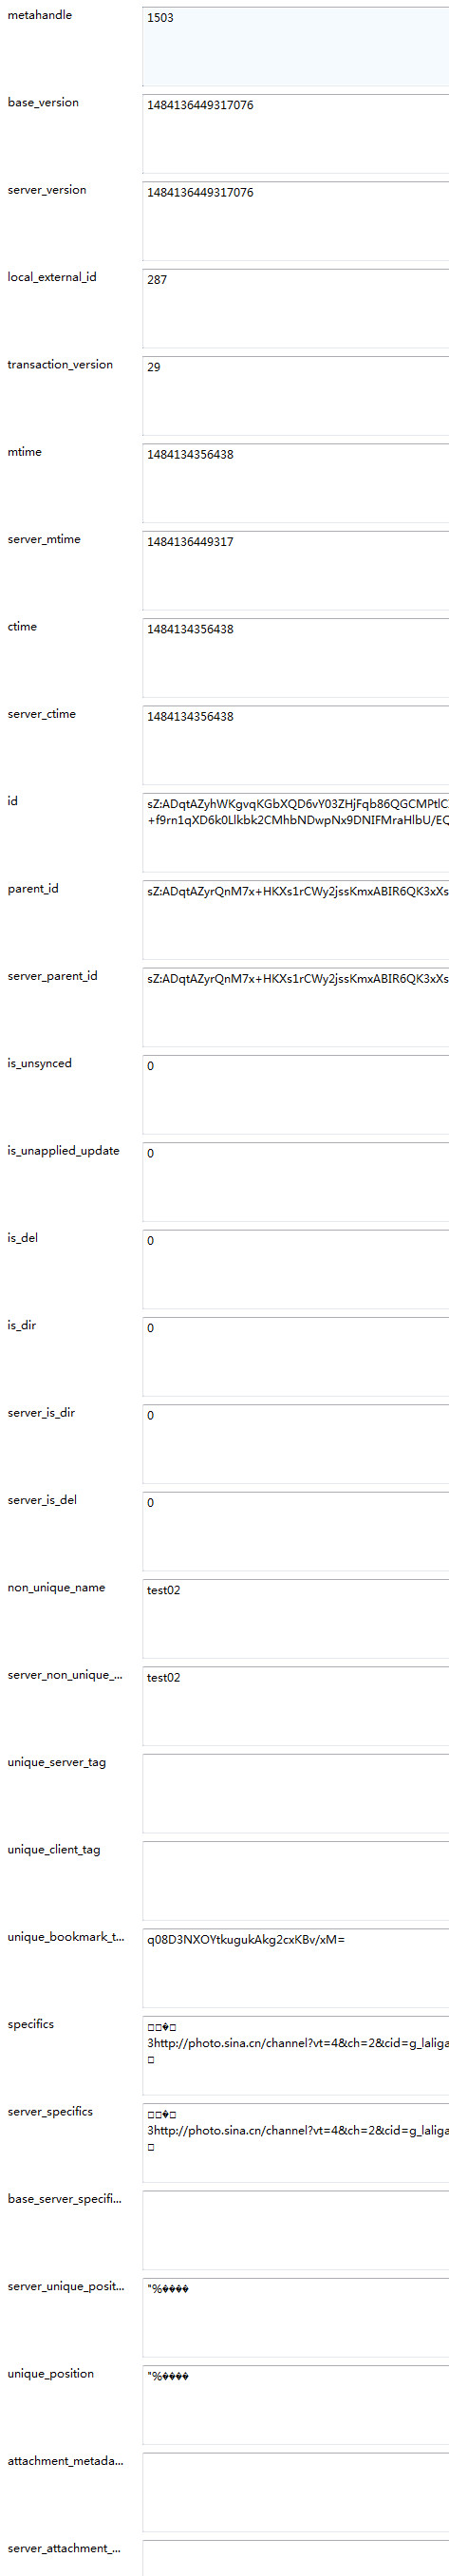 metahandle 1503
base_version 1484136449317076
server_version 1484136449317076
local_external_id 287
transaction_version 29
mtime 1484134356438
server_mtime 1484136449317
ctime 1484134356438
server_ctime 1484134356438
id sZ:ADqtAZyhWKgvqKGbXQD6vY03ZHjFqb86QGCMPtlC
+f9rn1qXD6k0Llkbk2CMhbNDwpNx9DNIFMraHlbU/EQ
parent_id sZ:ADqtAZyrQnM7x+HKXs1rCWy2jssKmxABIR6QK3xXs
server_parent_id sZ:ADqtAZyrQnM7x+HKXs1rCWy2jssKmxABIR6QK3xXs
is_unsynced 0
is_unapplied_update 0
is_del 0
is_dir 0
server_is_dir 0
server_is_del 0
non_unique_name test02
server_non_unique_... test02
unique_server_tag
unique_client_tag
unique_bookmark_t... q08D3NXOYtkugukAkg2cxKBv/xM=
specifics □□�□
3http://photo.sina.cn/channel?vt=4&ch=2&cid=g_laliga
□
server_specifics □□�□
3http://photo.sina.cn/channel?vt=4&ch=2&cid=g_laliga
□
base_server_specifi...
server_unique_posit... "%����
unique_position "%����
attachment_metada...
server_attachment_...